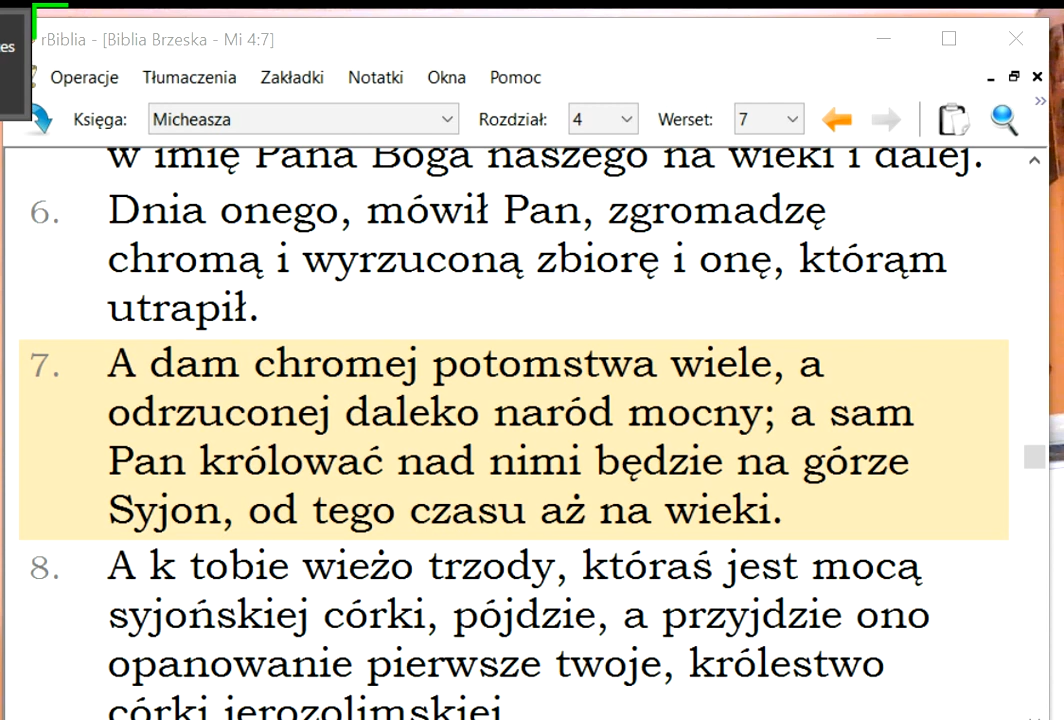 es
rBiblia - [Biblia Brzeska - Mi 4:7]
Operacje Tłumaczenia Zakładki Notatki Okna Pomoc
Księga: Micheasza Rozdział: 4 Werset: 7
w imię Pana Boga naszego na wieki i dalej.
6. Dnia onego, mówił Pan, zgromadzę
chromą i wyrzuconą zbiorę i onę, którąm
utrapił.
7. A dam chromej potomstwa wiele, a
odrzuconej daleko naród mocny; a sam
Pan królować nad nimi będzie na górze
Syjon, od tego czasu aż na wieki.
8. A k tobie wieżo trzody, któraś jest mocą
syjońskiej córki, pójdzie, a przyjdzie ono
opanowanie pierwsze twoje, królestwo
córki jerozolimskiej